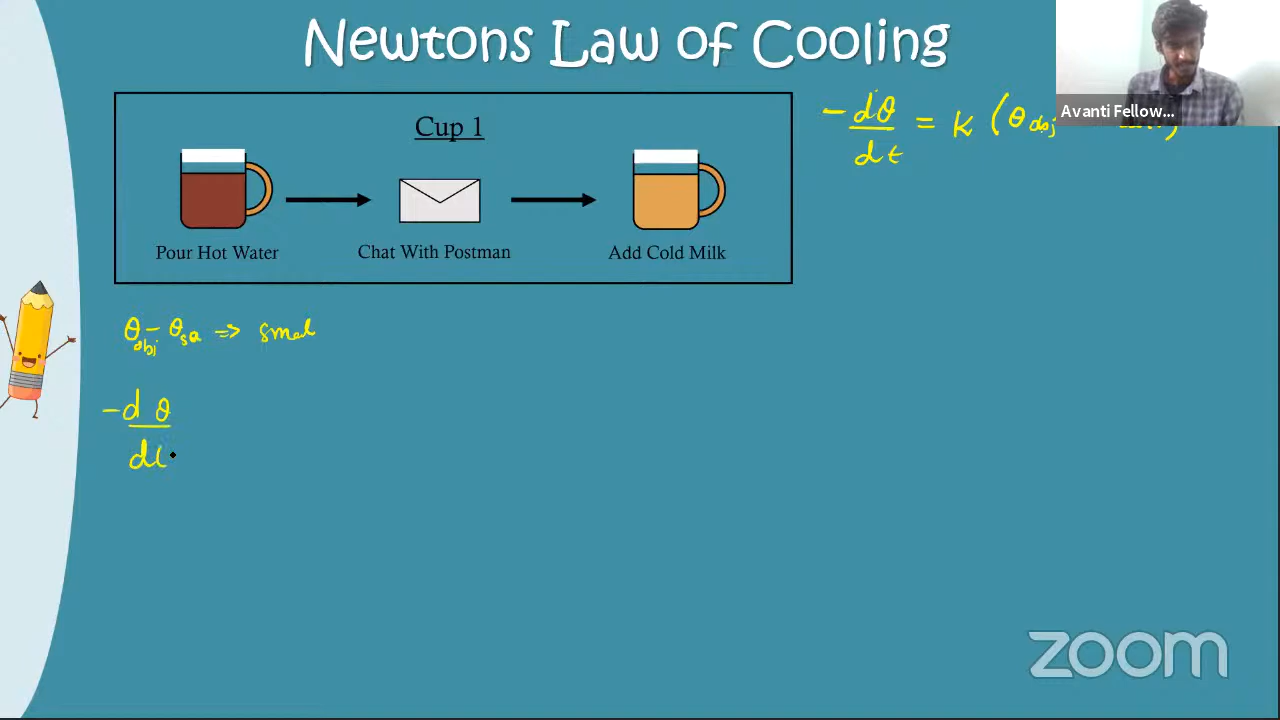 Newtons Law of Cooling
Cup 1
Pour Hot Water
Chat With Postman
Add Cold Milk
-dθ/dt = K (θobj
Avanti Fellow...
θobj - θsa => smal
-dθ/dt
zoom